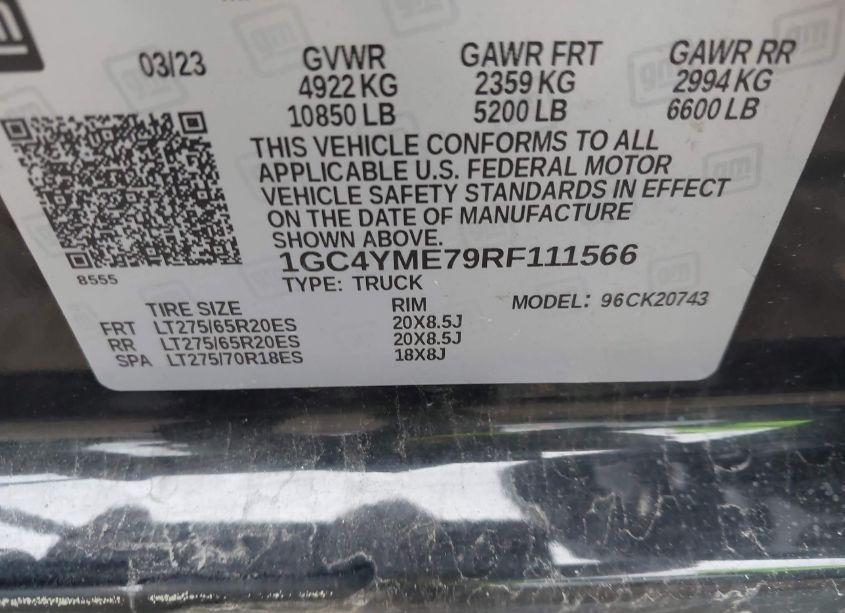 gm
03/23 GVWR GAWR FRT GAWR RR
4922 KG 2359 KG 2994 KG
10850 LB 5200 LB 6600 LB
THIS VEHICLE CONFORMS TO ALL
APPLICABLE U.S. FEDERAL MOTOR
VEHICLE SAFETY STANDARDS IN EFFECT
ON THE DATE OF MANUFACTURE
SHOWN ABOVE.
1GC4YME79RF111566
8555
TYPE: TRUCK
TIRE SIZE RIM MODEL: 96CK20743
FRT LT275/65R20ES 20X8.5J
RR LT275/65R20ES 20X8.5J
SPA LT275/70R18ES 18X8J